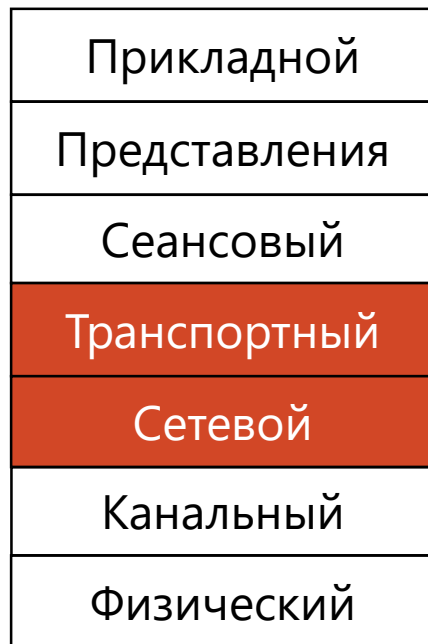 Прикладной
Представления
Сеансовый
Транспортный
Сетевой
Канальный
Физический